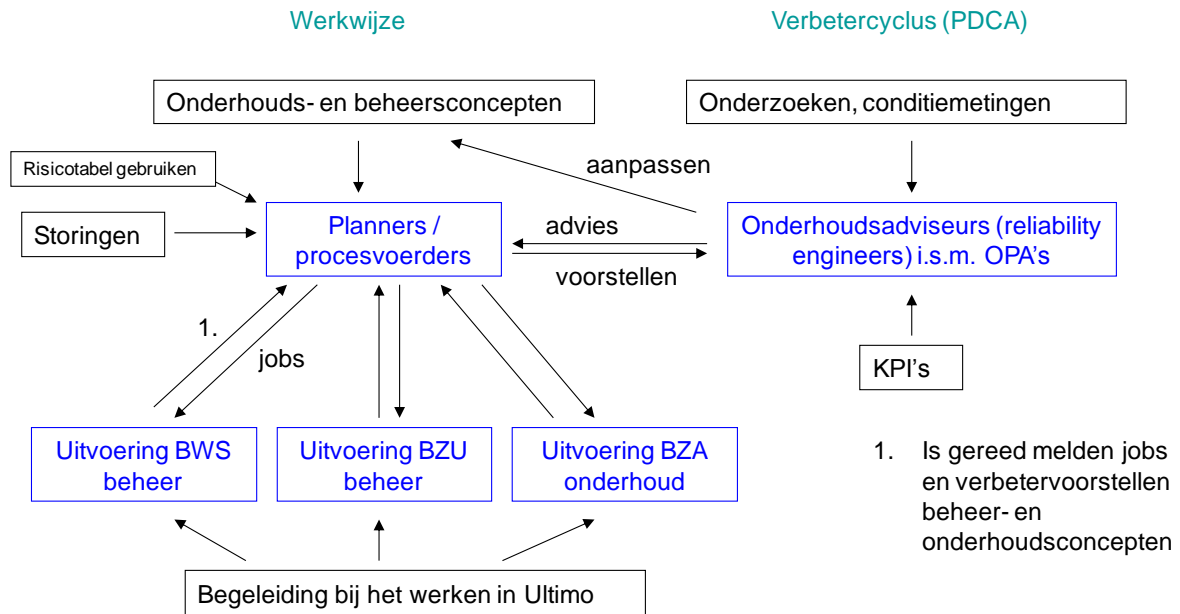 Werkwijze
Verbetercyclus (PDCA)
Onderhouds- en beheersconcepten
Onderzoeken, conditiemetingen
aanpassen
Risicotabel gebruiken
Storingen
Planners /
procesvoerders
advies
voorstellen
Onderhoudsadviseurs (reliability
engineers) i.s.m. OPA's
1.
jobs
KPI's
Uitvoering BWS
beheer
Uitvoering BZU
beheer
Uitvoering BZA
onderhoud
1. Is gereed melden jobs
en verbetervoorstellen
beheer- en
onderhoudsconcepten
Begeleiding bij het werken in Ultimo